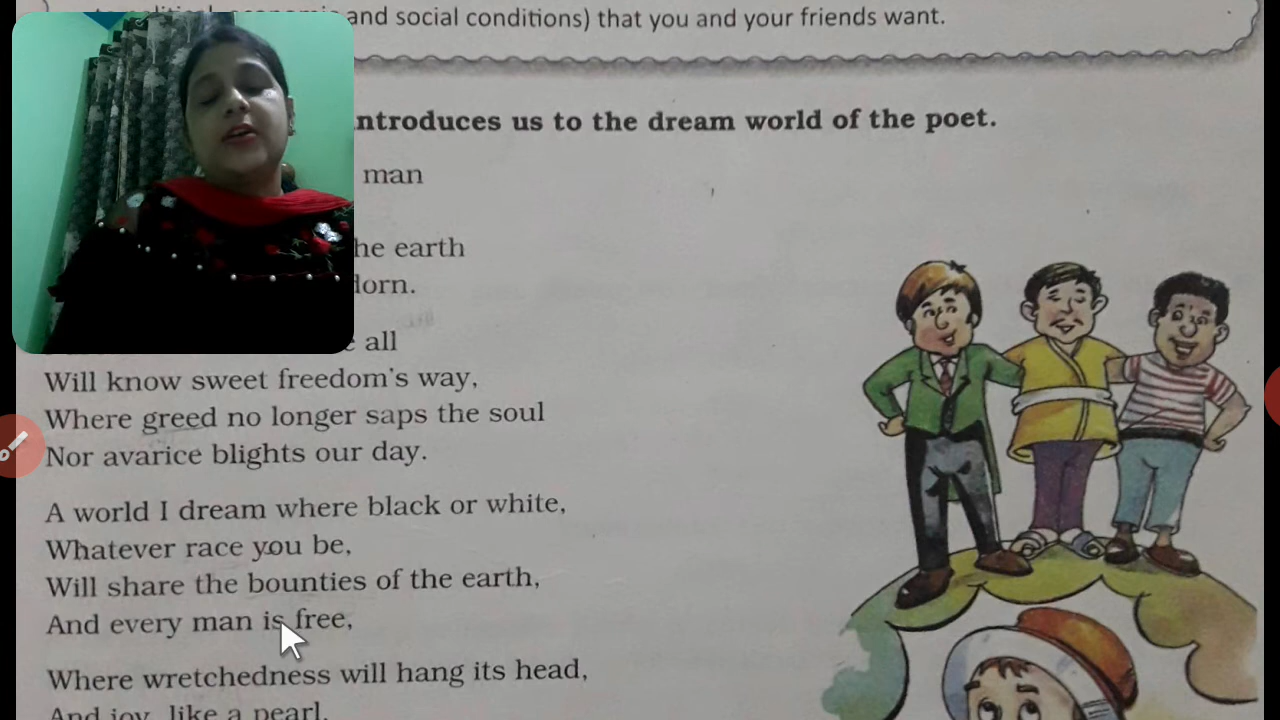 and social conditions) that you and your friends want.
ntroduces us to the dream world of the poet.
man
he earth
dorn.
all
Will know sweet freedom's way,
Where greed no longer saps the soul
Nor avarice blights our day.
A world I dream where black or white,
Whatever race you be,
Will share the bounties of the earth,
And every man is free,
Where wretchedness will hang its head,
And joy, like a pearl,